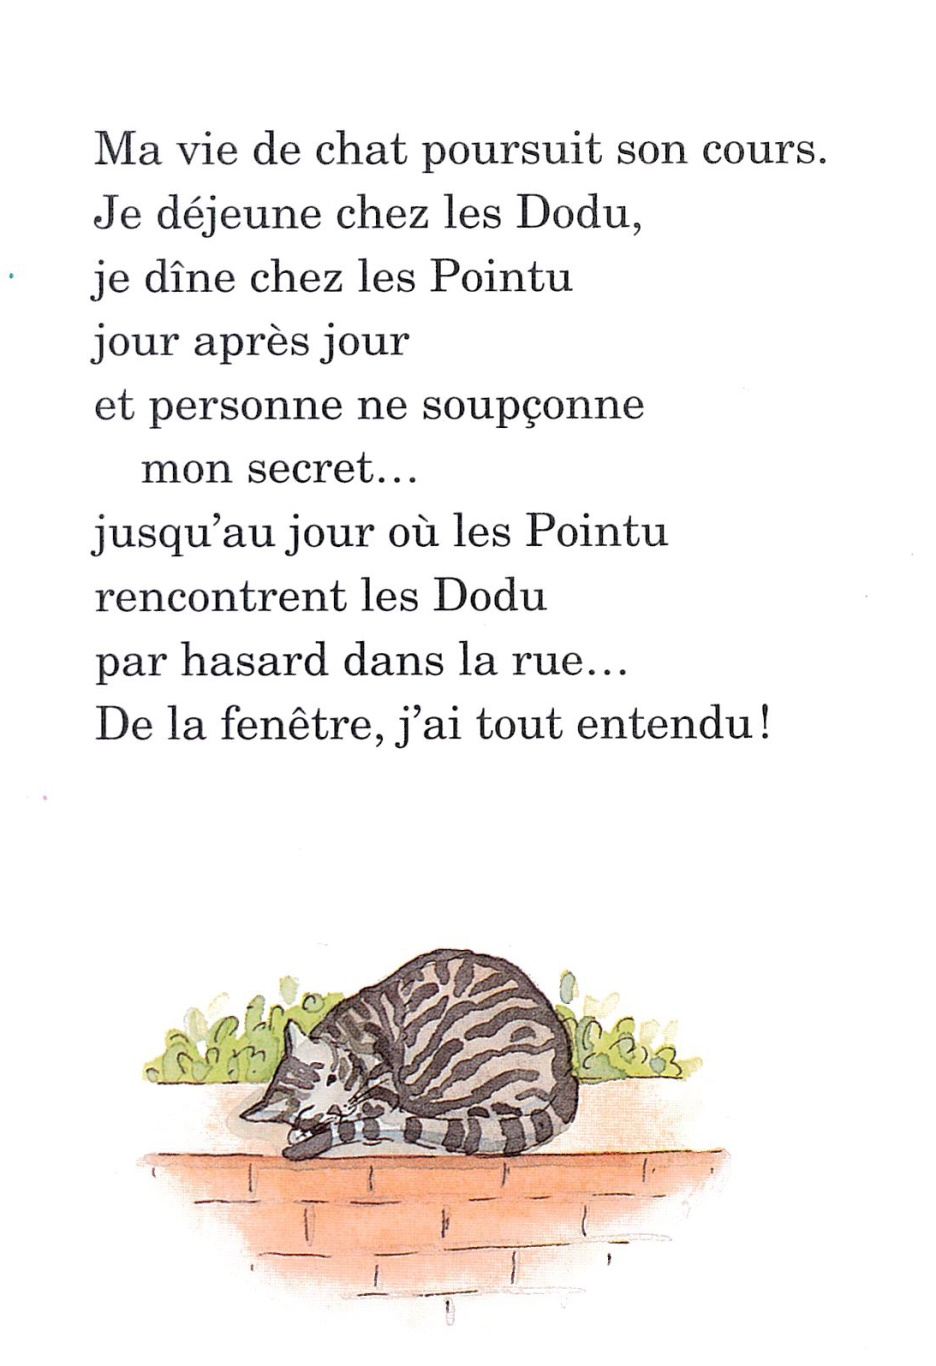 Ma vie de chat poursuit son cours.
Je déjeune chez les Dodu,
je dîne chez les Pointu
jour après jour
et personne ne soupçonne
mon secret…
jusqu’au jour où les Pointu
rencontrent les Dodu
par hasard dans la rue…
De la fenêtre, j’ai tout entendu !